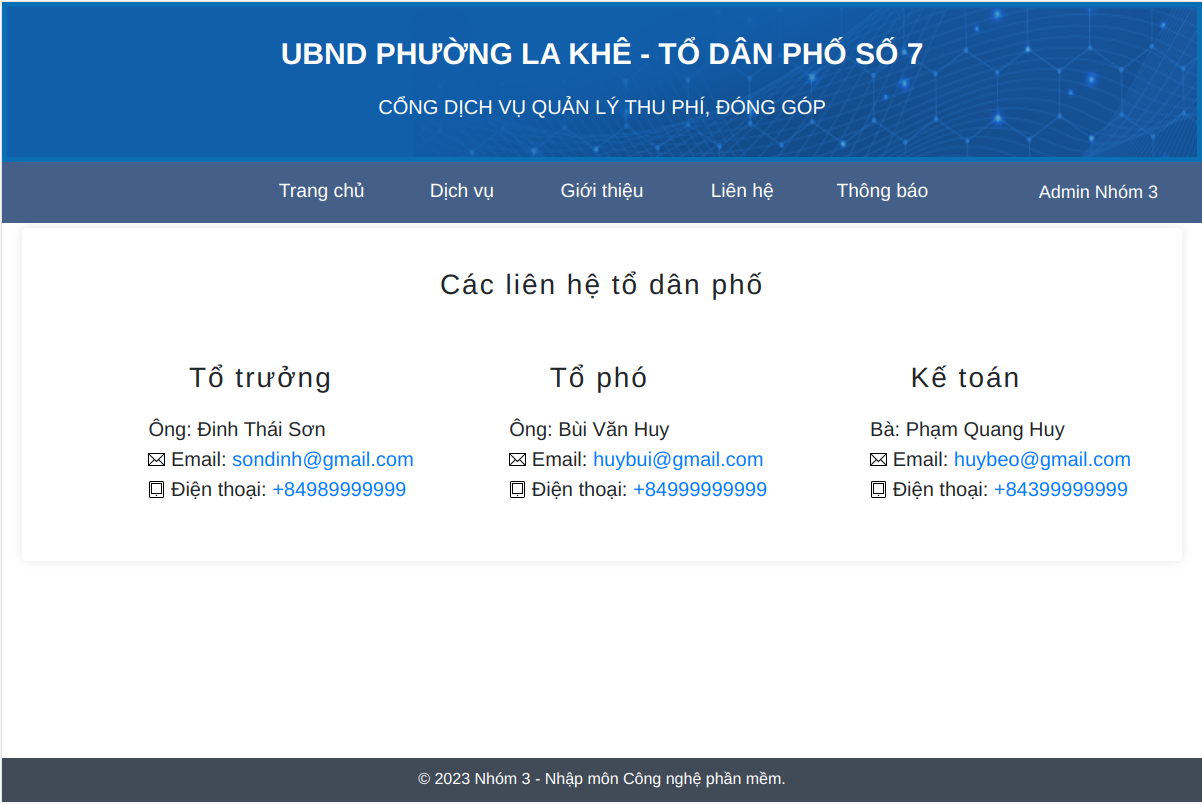 UBND PHƯỜNG LA KHÊ - TỔ DÂN PHỐ SỐ 7
CỔNG DỊCH VỤ QUẢN LÝ THU PHÍ, ĐÓNG GÓP
Trang chủ Dịch vụ Giới thiệu Liên hệ Thông báo Admin Nhóm 3
Các liên hệ tổ dân phố
Tổ trưởng
Ông: Đinh Thái Sơn
Email: sondinh@gmail.com
Điện thoại: +84989999999
Tổ phó
Ông: Bùi Văn Huy
Email: huybui@gmail.com
Điện thoại: +84999999999
Kế toán
Bà: Phạm Quang Huy
Email: huybeo@gmail.com
Điện thoại: +84399999999
© 2023 Nhóm 3 - Nhập môn Công nghệ phần mềm.